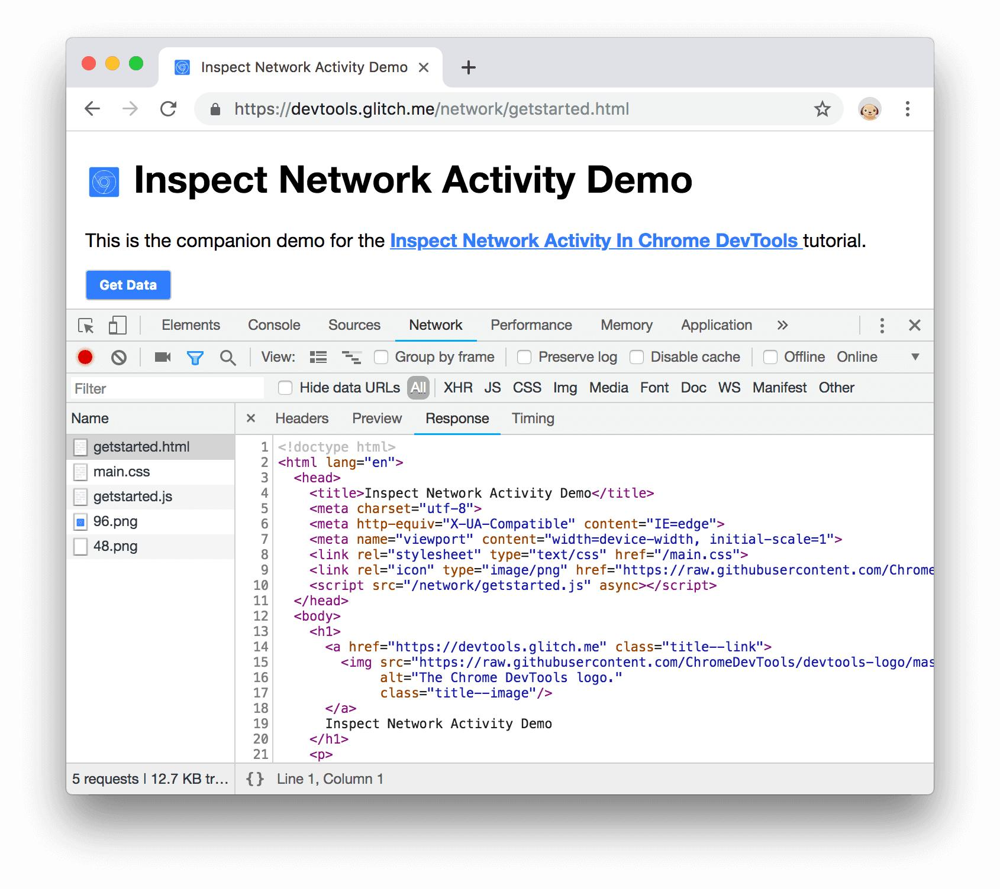 Inspect Network Activity Demo
https://devtools.glitch.me/network/getstarted.html
Inspect Network Activity Demo
This is the companion demo for the Inspect Network Activity In Chrome DevTools tutorial.
Get Data
Elements Console Sources Network Performance Memory Application »
View: Group by frame Preserve log Disable cache Offline Online
Filter Hide data URLs All XHR JS CSS Img Media Font Doc WS Manifest Other
Name
getstarted.html
main.css
getstarted.js
96.png
48.png
5 requests | 12.7 KB tr...
× Headers Preview Response Timing
1 <!doctype html>
2 <html lang="en">
3 <head>
4 <title>Inspect Network Activity Demo</title>
5 <meta charset="utf-8">
6 <meta http-equiv="X-UA-Compatible" content="IE=edge">
7 <meta name="viewport" content="width=device-width, initial-scale=1">
8 <link rel="stylesheet" type="text/css" href="/main.css">
9 <link rel="icon" type="image/png" href="https://raw.githubusercontent.com/Chrome
10 <script src="/network/getstarted.js" async></script>
11 </head>
12 <body>
13 <h1>
14 <a href="https://devtools.glitch.me" class="title--link">
15 <img src="https://raw.githubusercontent.com/ChromeDevTools/devtools-logo/mas
16 alt="The Chrome DevTools logo."
17 class="title--image"/>
18 </a>
19 Inspect Network Activity Demo
20 </h1>
21 <p>
{} Line 1, Column 1